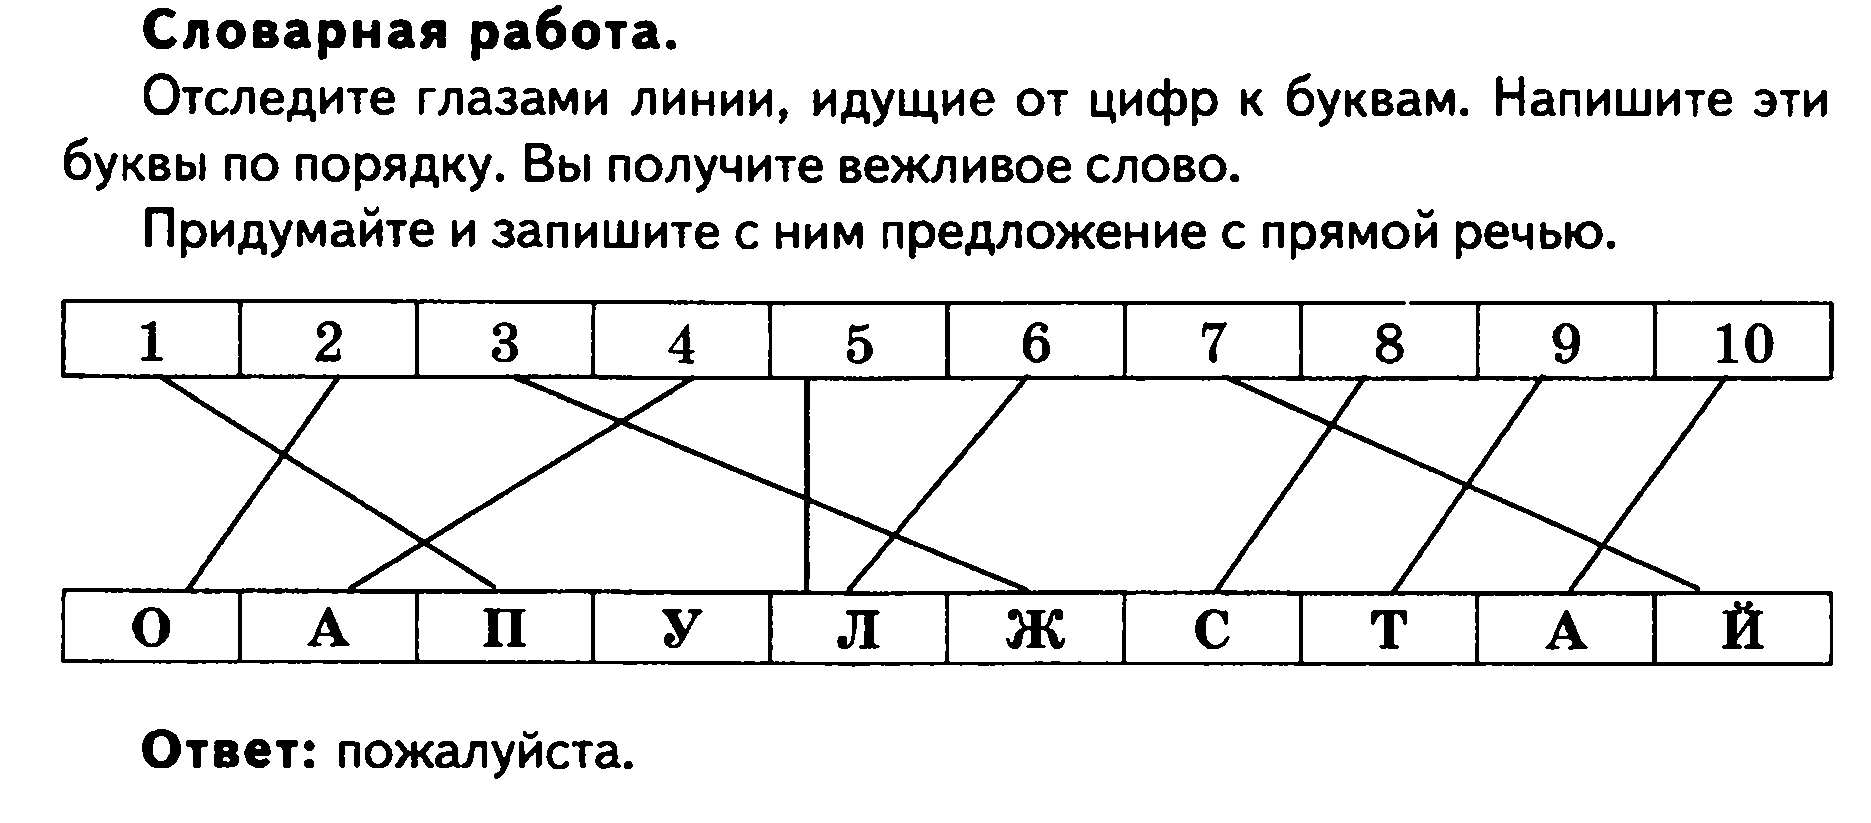 Словарная работа.
Отследите глазами линии, идущие от цифр к буквам. Напишите эти
буквы по порядку. Вы получите вежливое слово.
Придумайте и запишите с ним предложение с прямой речью.
1 2 3 4 5 6 7 8 9 10
О А П У Л Ж С Т А Й
Ответ: пожалуйста.